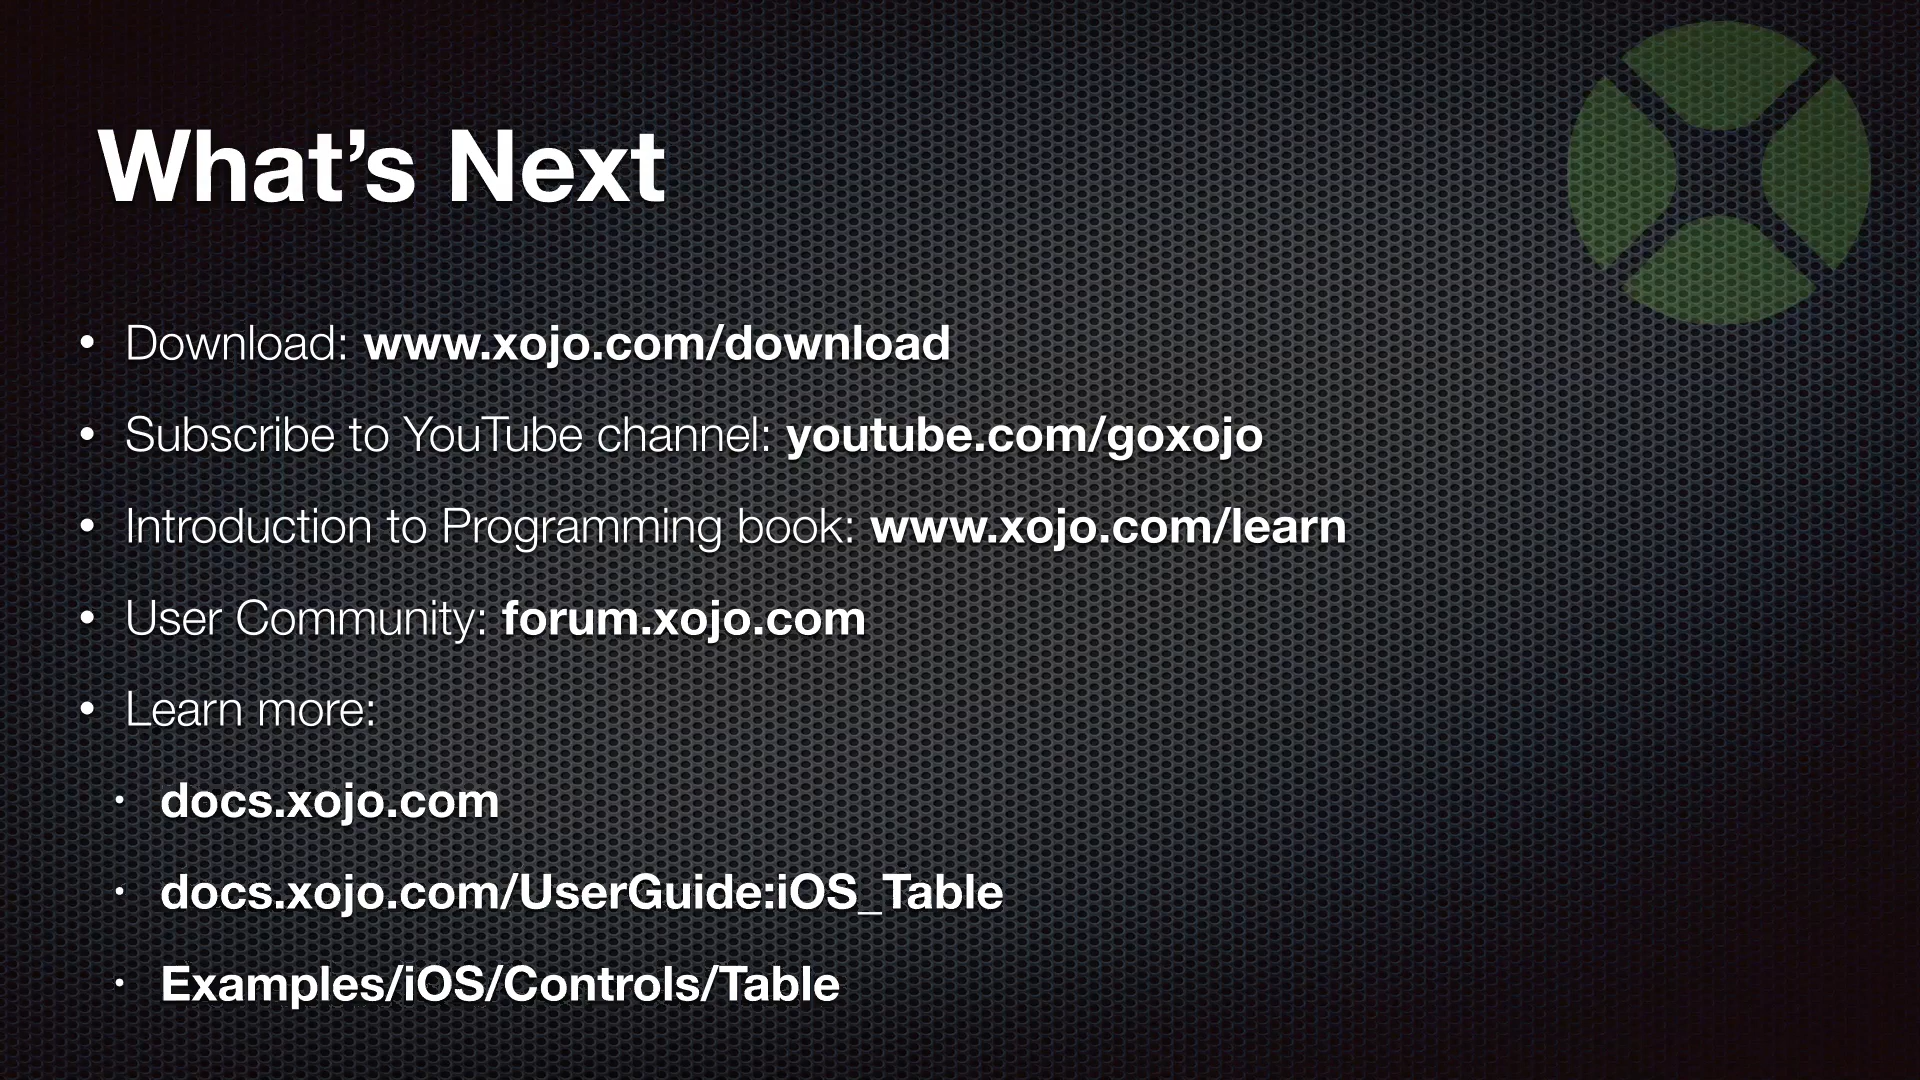 What’s Next
• Download: www.xojo.com/download
• Subscribe to YouTube channel: youtube.com/goxojo
• Introduction to Programming book: www.xojo.com/learn
• User Community: forum.xojo.com
• Learn more:
• docs.xojo.com
• docs.xojo.com/UserGuide:iOS_Table
• Examples/iOS/Controls/Table